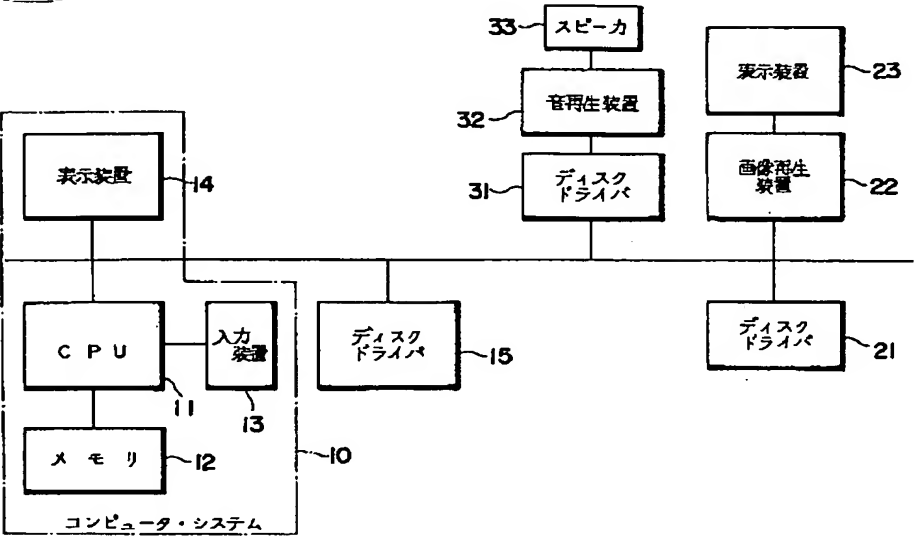 33
スピーカ
表示装置
23
音再生装置
32
表示装置
14
31
ディスク
ドライバ
画像再生
装置
22
CPU
11
入力
装置
13
ディスク
ドライバ
15
ディスク
ドライバ
21
メモリ
12
10
コンピュータ・システム